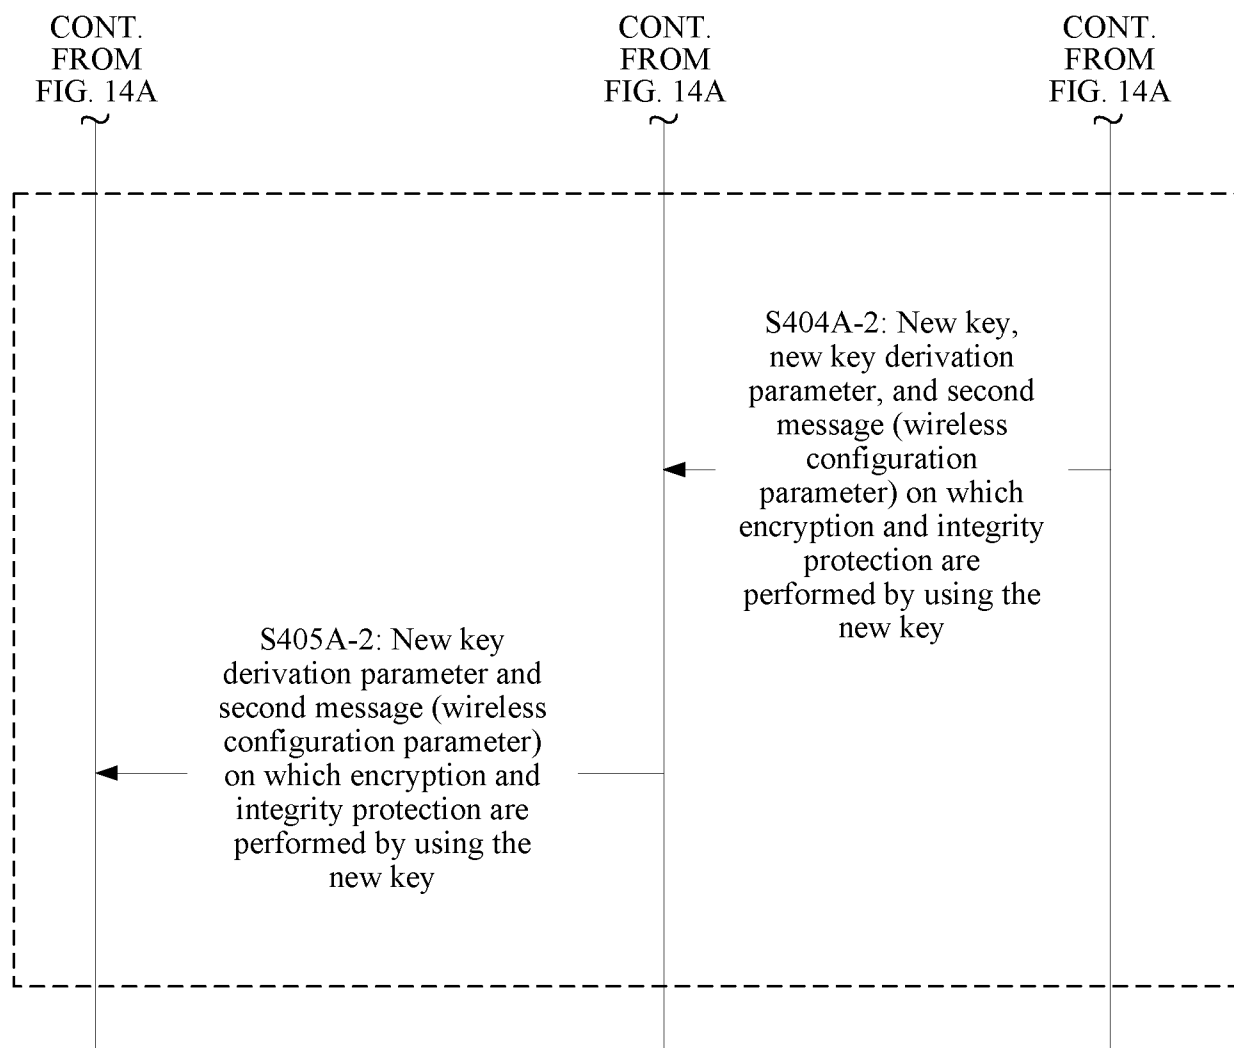 CONT.
FROM
FIG. 14A
CONT.
FROM
FIG. 14A
CONT.
FROM
FIG. 14A
S404A-2: New key,
new key derivation
parameter, and second
message (wireless
configuration
parameter) on which
encryption and integrity
protection are
performed by using the
new key
S405A-2: New key
derivation parameter and
second message (wireless
configuration parameter)
on which encryption and
integrity protection are
performed by using the
new key